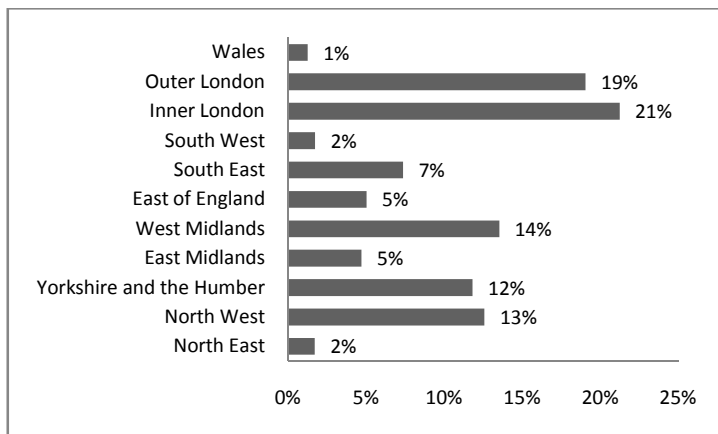 Wales 1%
Outer London 19%
Inner London 21%
South West 2%
South East 7%
East of England 5%
West Midlands 14%
East Midlands 5%
Yorkshire and the Humber 12%
North West 13%
North East 2%
0% 5% 10% 15% 20% 25%